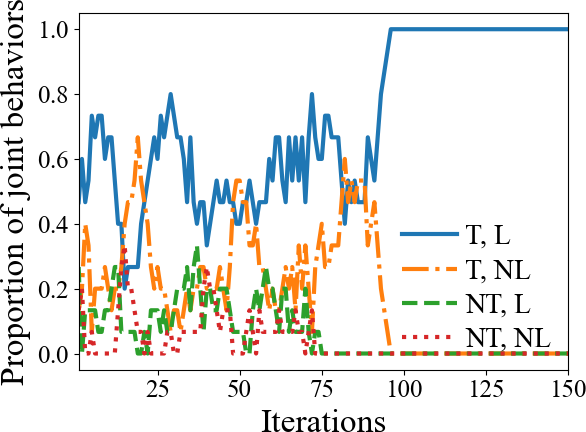 Proportion of joint behaviors
1.0
0.8
0.6
0.4
0.2
0.0
T, L
T, NL
NT, L
NT, NL
25 50 75 100 125 150
Iterations